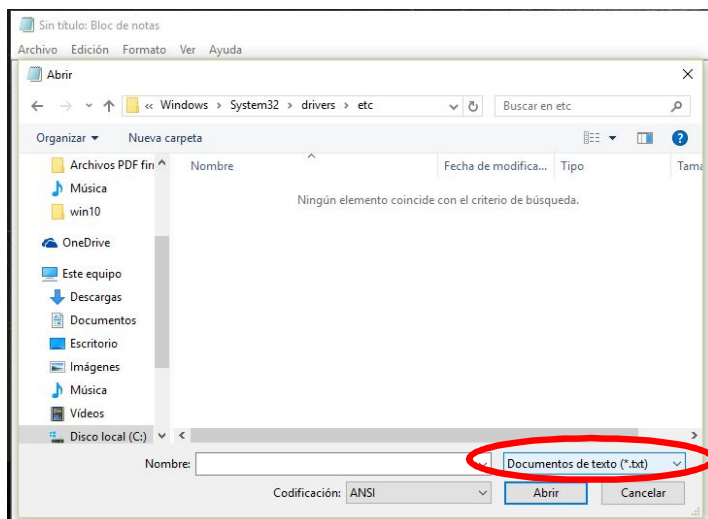 Sin título: Bloc de notas
Archivo Edición Formato Ver Ayuda
Abrir
« Windows > System32 > drivers > etc
Buscar en etc
Organizar Nueva carpeta
Archivos PDF firi
Música
win10
OneDrive
Este equipo
Descargas
Documentos
Escritorio
Imágenes
Música
Vídeos
Disco local (C:)
Nombre Fecha de modifica... Tipo Tama
Ningún elemento coincide con el criterio de búsqueda.
Nombre:
Documentos de texto (*.txt)
Codificación: ANSI
Abrir Cancelar